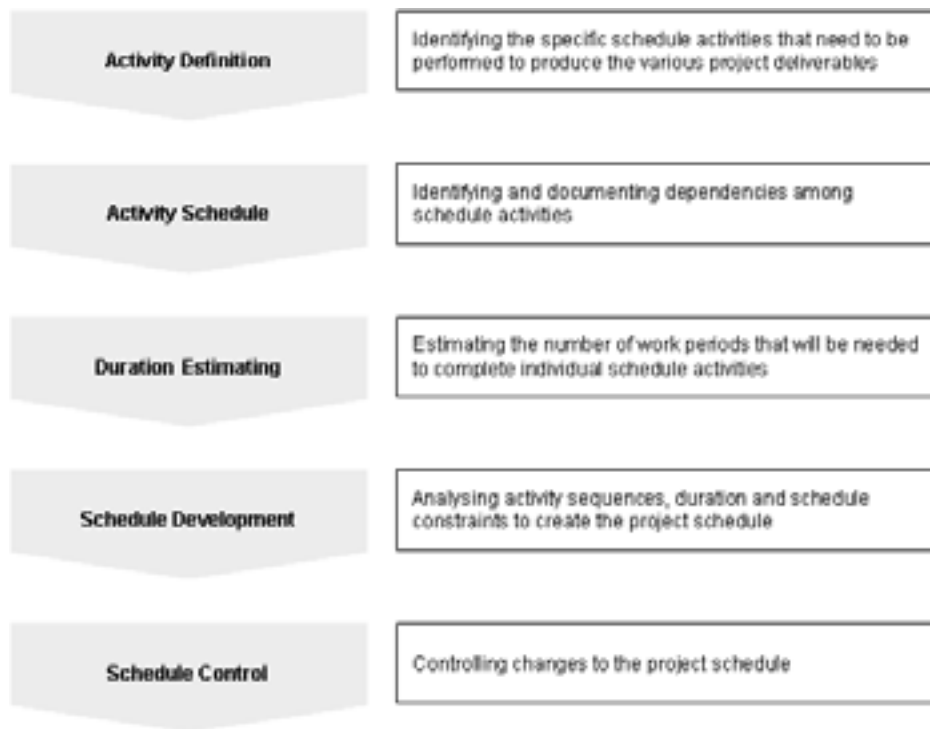 Activity Definition
Identifying the specific schedule activities that need to be
performed to produce the various project deliverables
Activity Schedule
Identifying and documenting dependencies among
schedule activities
Duration Estimating
Estimating the number of work periods that will be needed
to complete individual schedule activities
Schedule Development
Analysing activity sequences, duration and schedule
constraints to create the project schedule
Schedule Control
Controlling changes to the project schedule